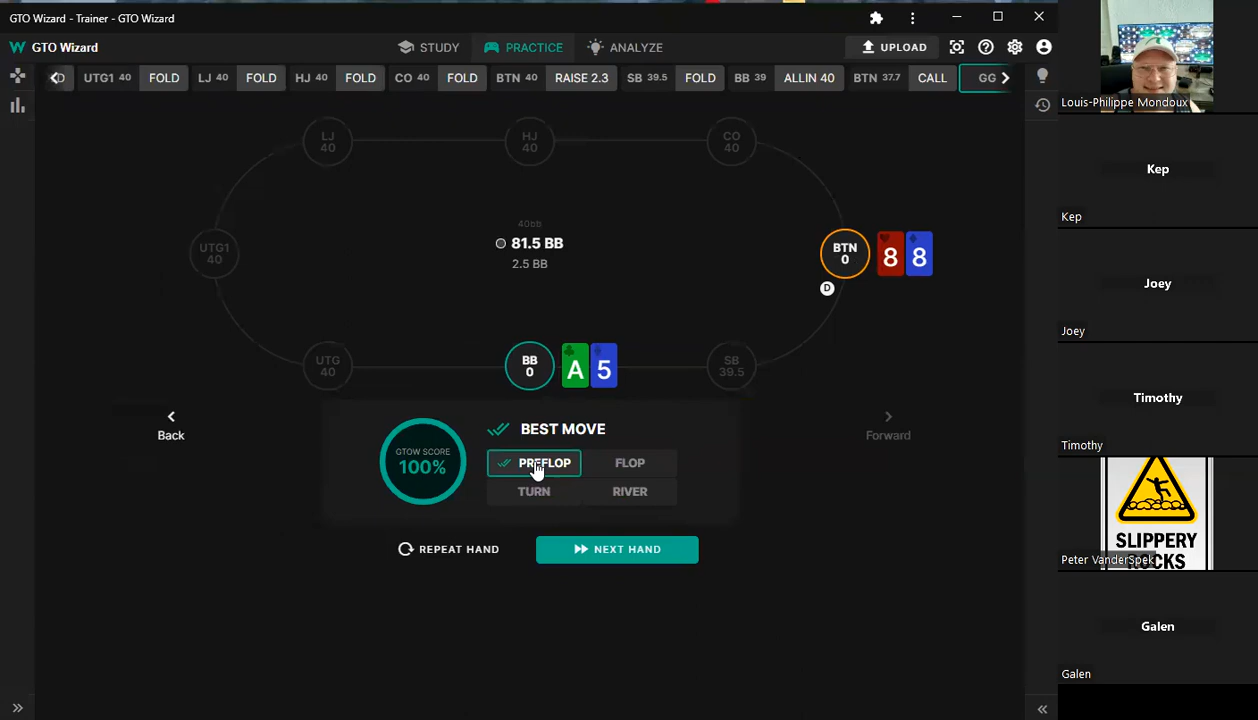 GTO Wizard - Trainer - GTO Wizard
W GTO Wizard
STUDY
PRACTICE
ANALYZE
UPLOAD
UTG1 40 FOLD LJ 40 FOLD HJ 40 FOLD CO 40 FOLD BTN 40 RAISE 2.3 SB 39.5 FOLD BB 39 ALLIN 40 BTN 37.7 CALL GG
LJ
40
HJ
40
CO
40
40bb
81.5 BB
2.5 BB
UTG1
40
BTN
0
8 8
D
UTG
40
BB
0
A 5
SB
39.5
Back
Forward
GTOW SCORE
100%
BEST MOVE
PREFLOP
FLOP
TURN
RIVER
REPEAT HAND
NEXT HAND
Louis-Philippe Mondoux
Kep
Kep
Joey
Joey
Timothy
Timothy
SLIPPERY
ROCKS
Peter VanderSpek
Galen
Galen